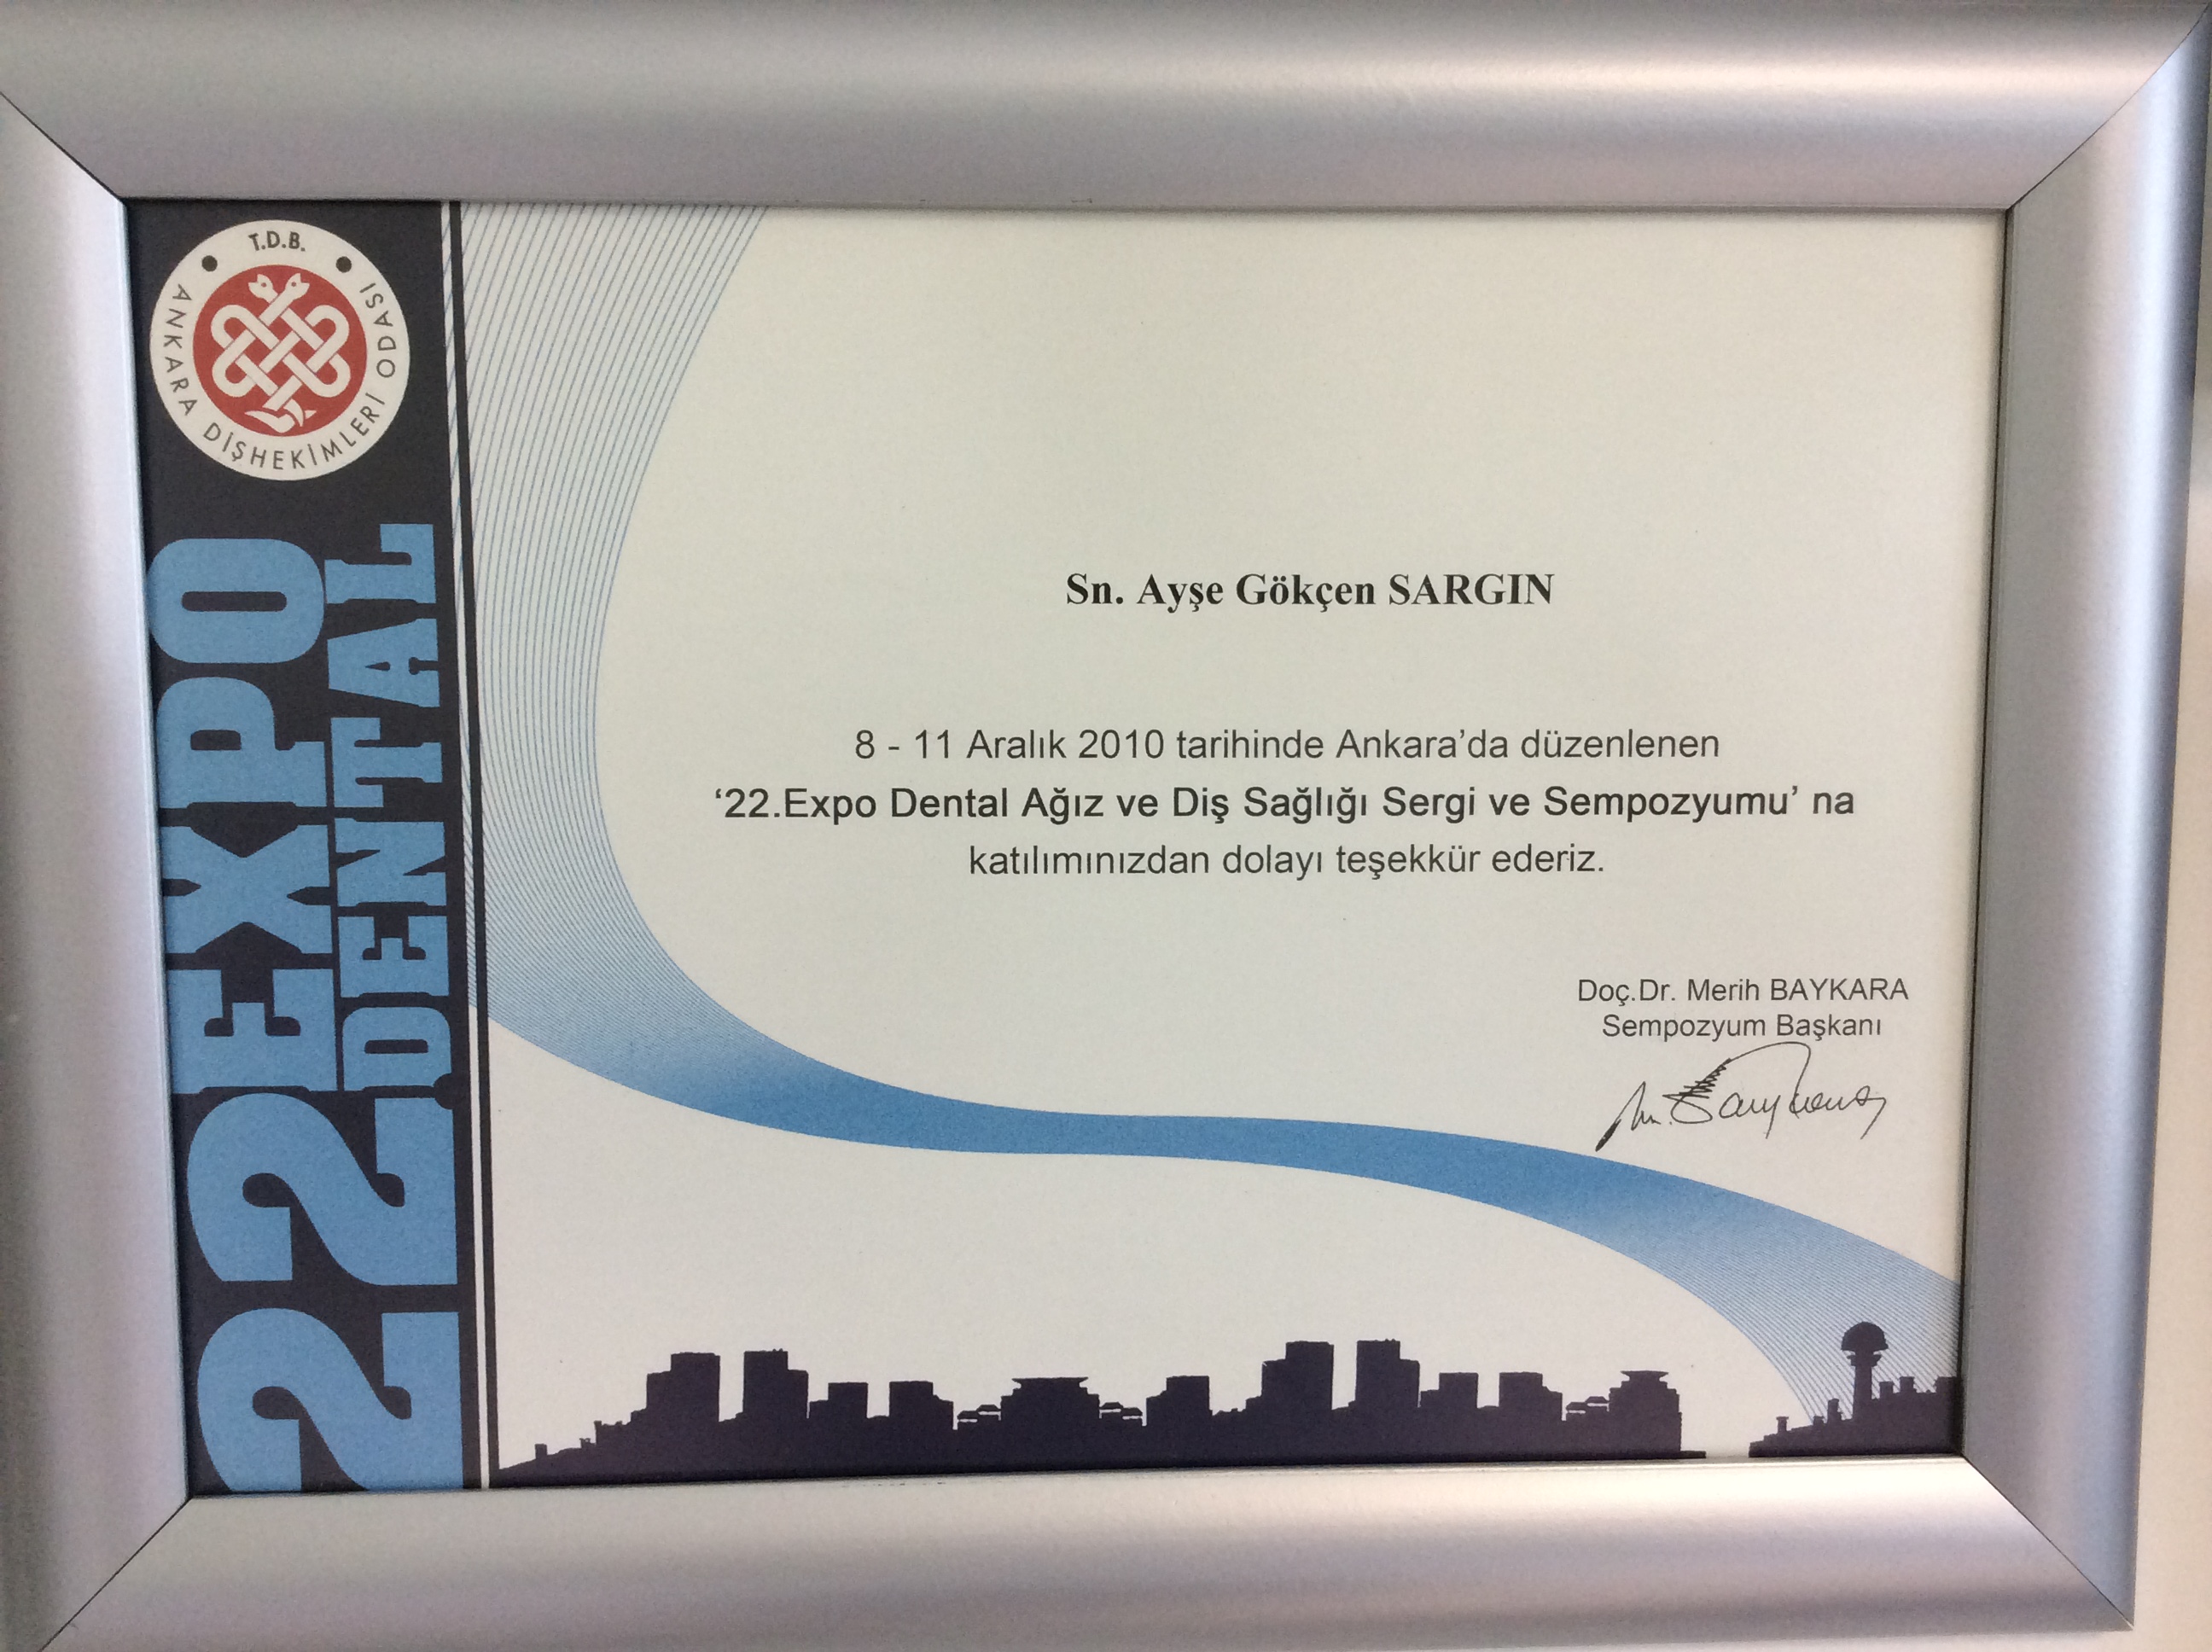 T.D.B.
ANKARA DİŞHEKİMLERİ ODASI
22 EXPO
DENTAL
Sn. Ayşe Gökçen SARGIN
8 - 11 Aralık 2010 tarihinde Ankara’da düzenlenen
‘22.Expo Dental Ağız ve Diş Sağlığı Sergi ve Sempozyumu’ na
katılımınızdan dolayı teşekkür ederiz.
Doç.Dr. Merih BAYKARA
Sempozyum Başkanı